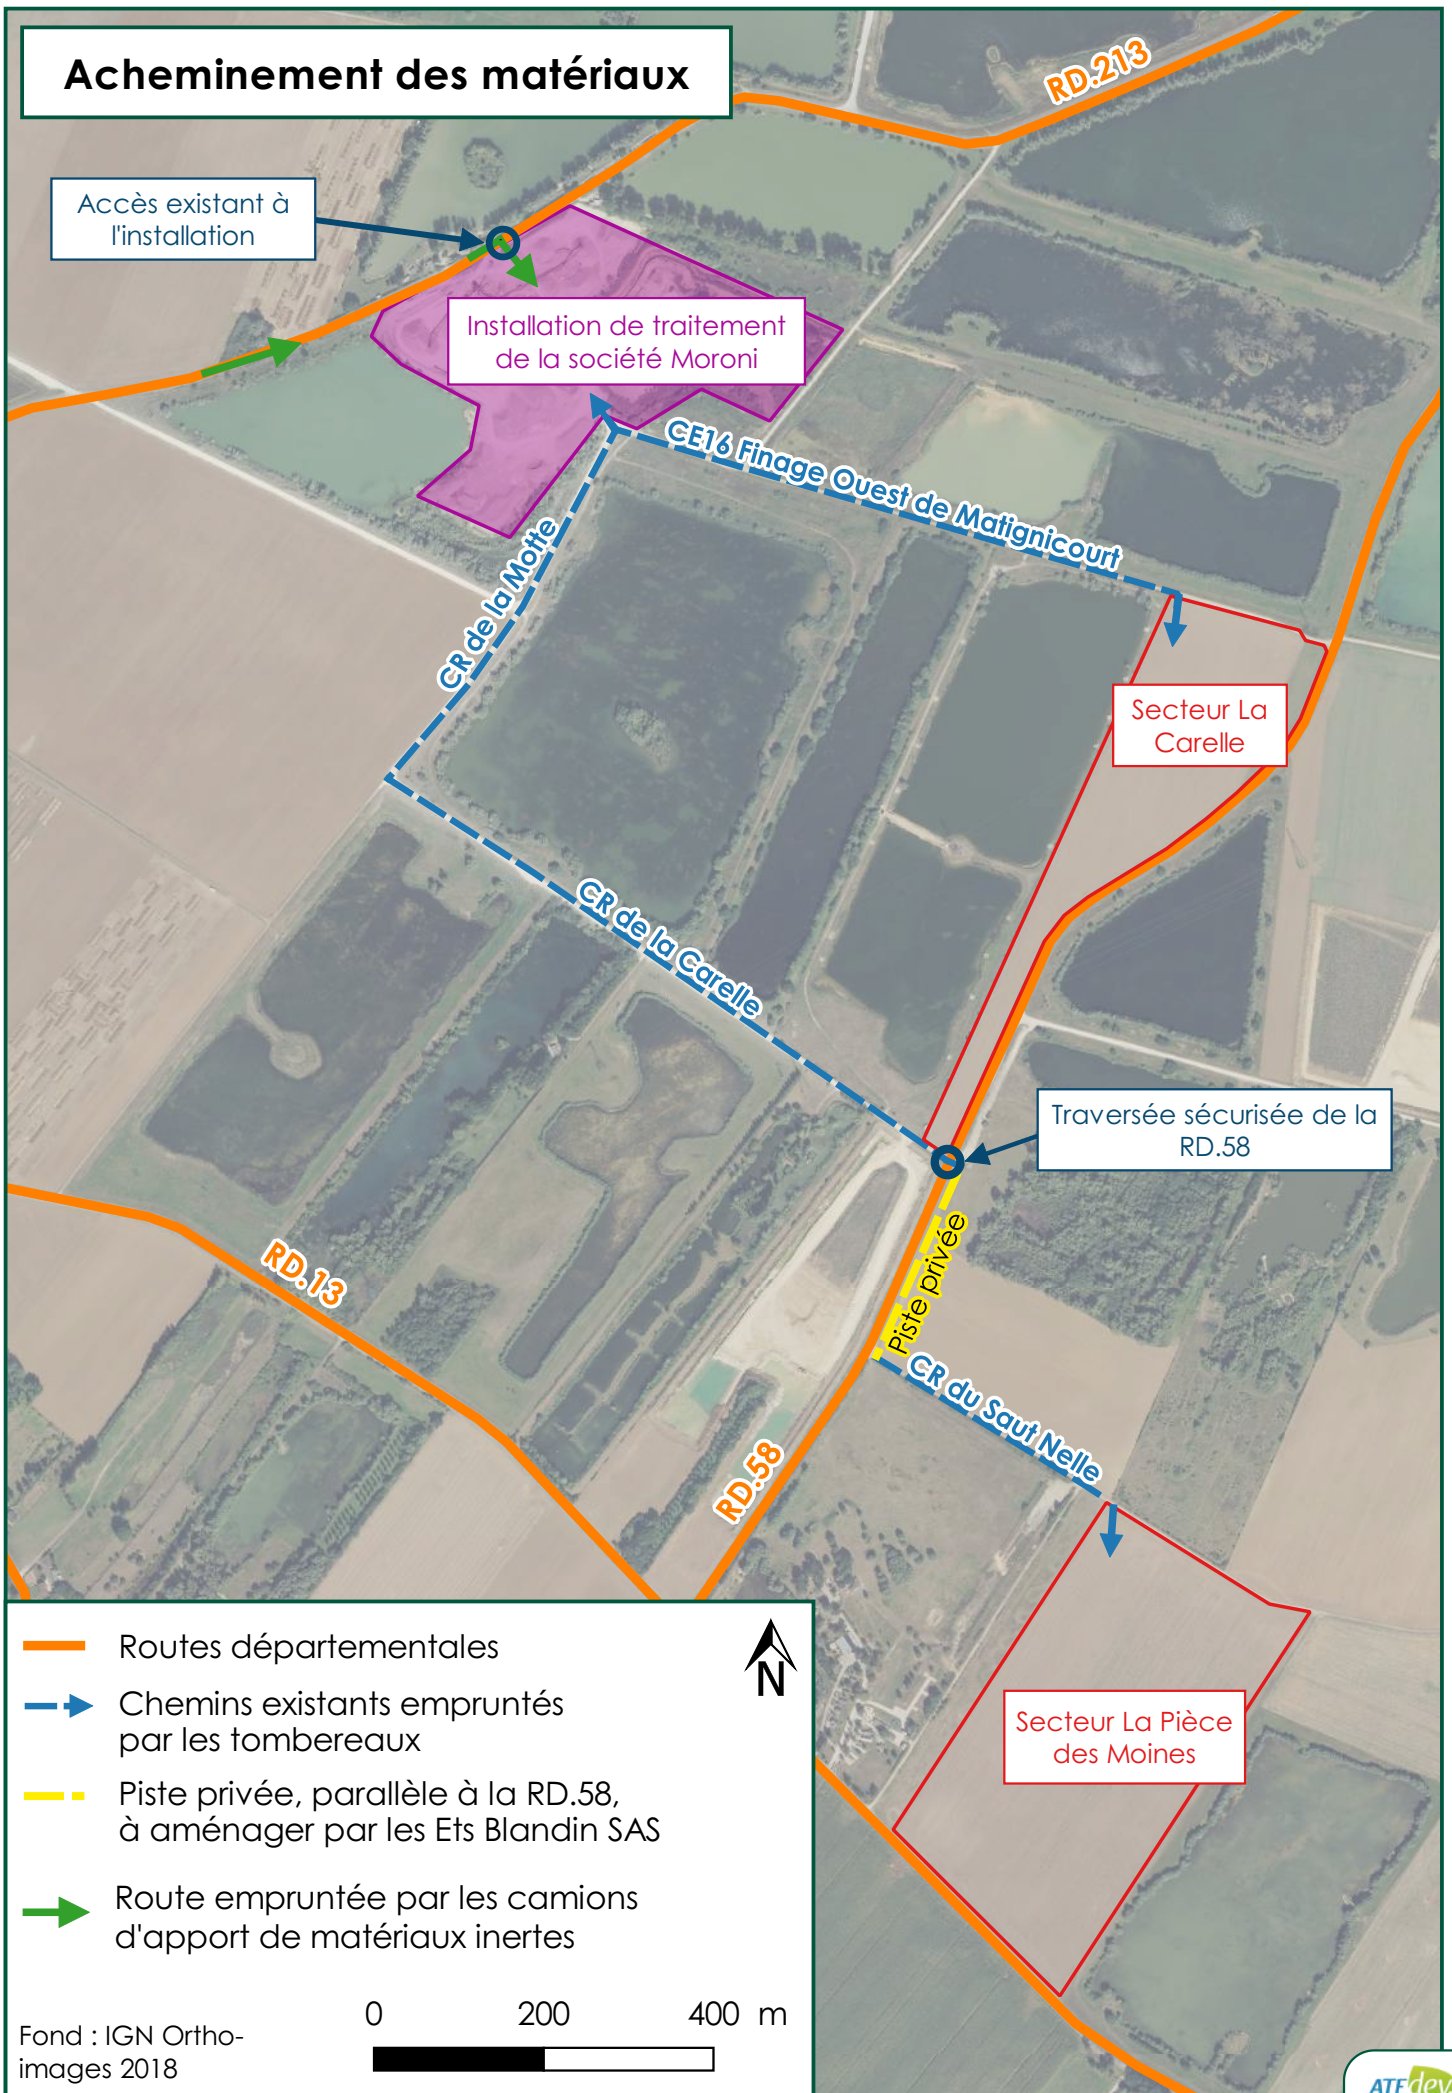 Acheminement des matériaux
RD.213
Accès existant à
l'installation
Installation de traitement
de la société Moroni
CE16 Finage Ouest de Matignicourt
CR de la Motte
Secteur La
Carelle
CR de la Carelle
Traversée sécurisée de la
RD.58
Piste privée
RD.13
CR du Saut Nelle
RD.58
Secteur La Pièce
des Moines
Routes départementales
Chemins existants empruntés
par les tombereaux
Piste privée, parallèle à la RD.58,
à aménager par les Ets Blandin SAS
Route empruntée par les camions
d'apport de matériaux inertes
N
0 200 400 m
Fond : IGN Ortho-
images 2018
ATEdev